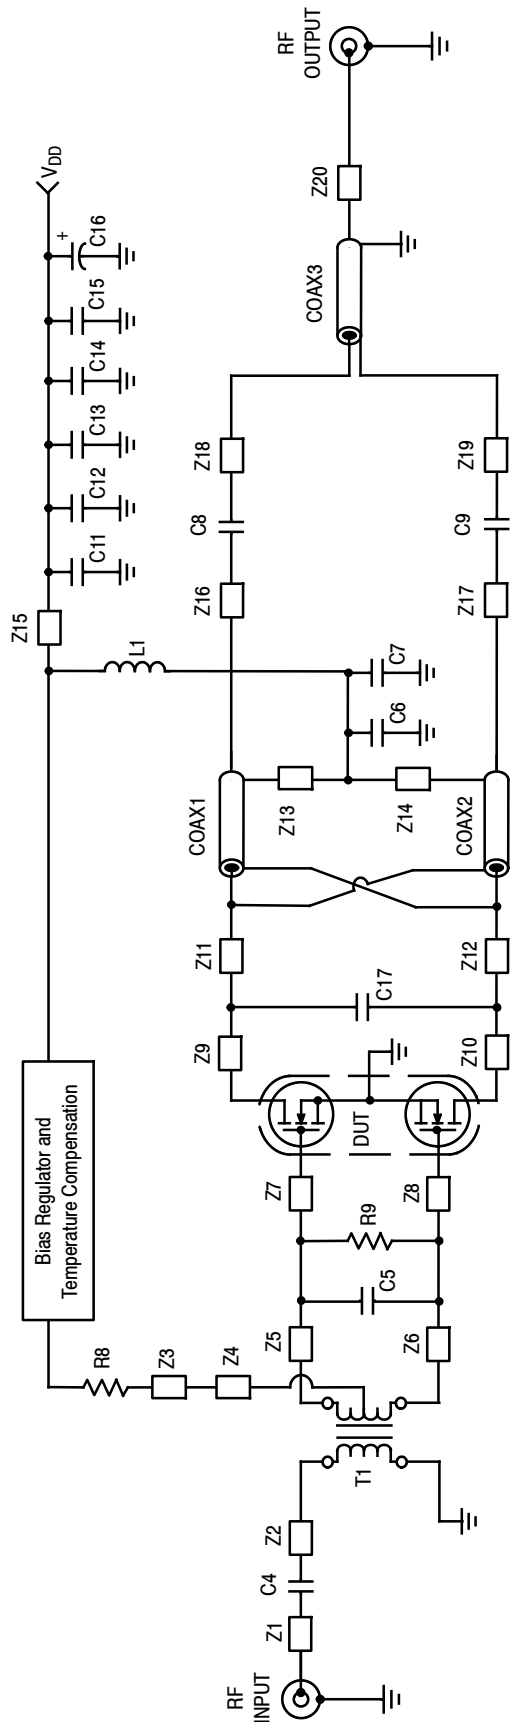 Bias Regulator and
Temperature Compensation
Z15
C11
C12
C13
C14
C15
+
C16
VDD
R8
Z3
Z4
L1
RF
INPUT
Z1
C4
Z2
T1
Z5
Z6
C5
R9
Z7
Z8
DUT
Z9
Z10
C17
Z11
Z12
COAX1
COAX2
Z13
Z14
C6
C7
Z16
C8
Z18
Z17
C9
Z19
COAX3
Z20
RF
OUTPUT